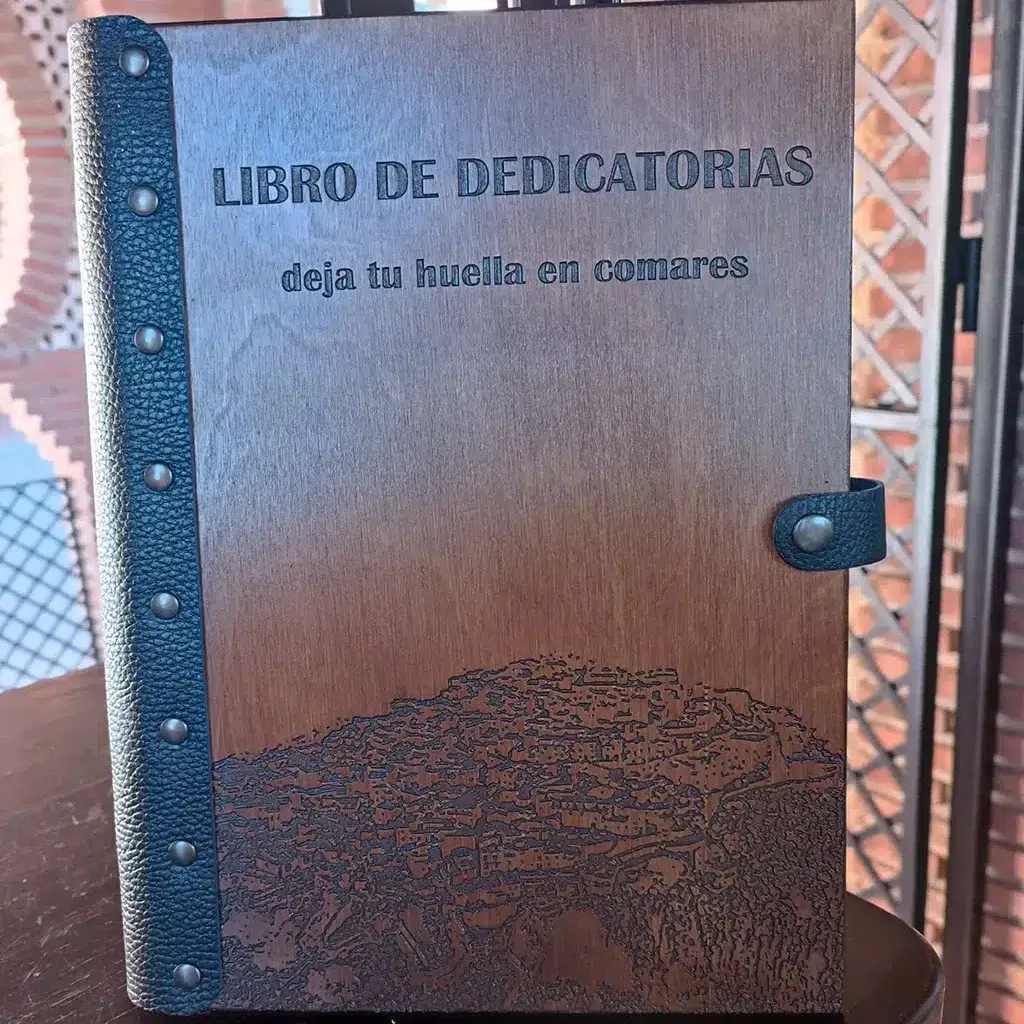 LIBRO DE DEDICATORIAS
deja tu huella en comares